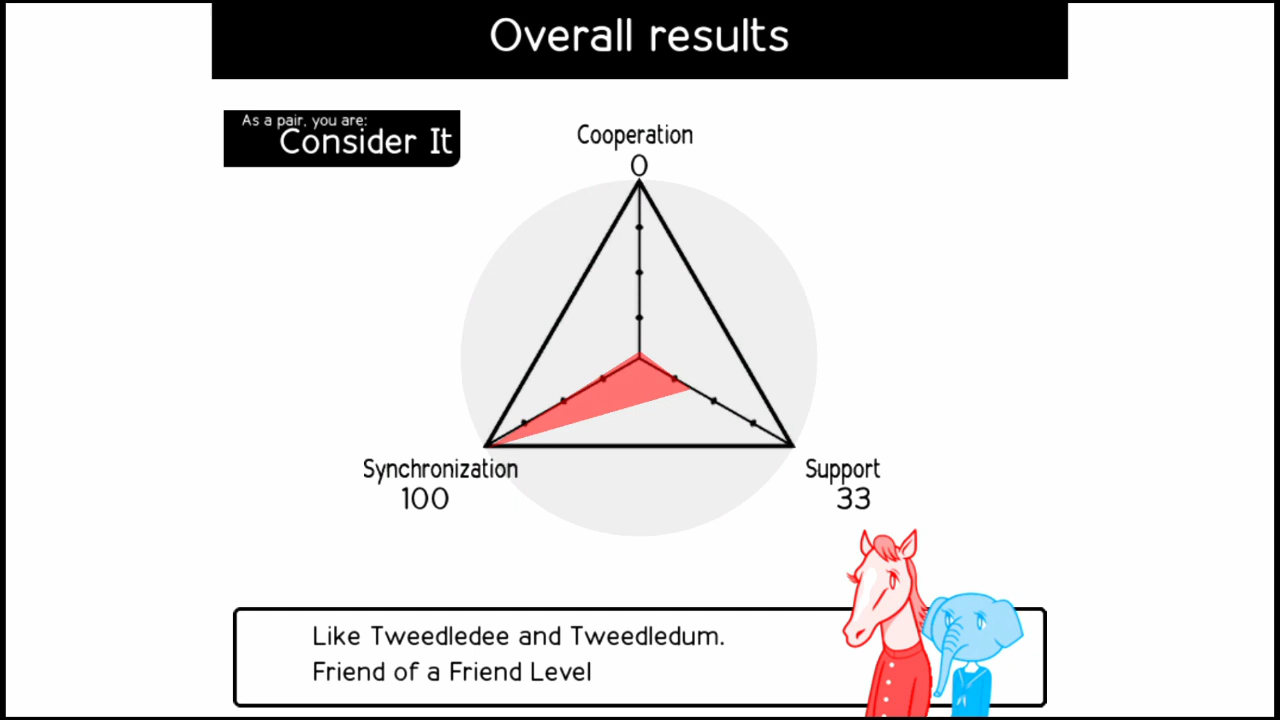 Overall results
As a pair, you are:
Consider It
Cooperation
0
Synchronization
100
Support
33
Like Tweedledee and Tweedledum.
Friend of a Friend Level